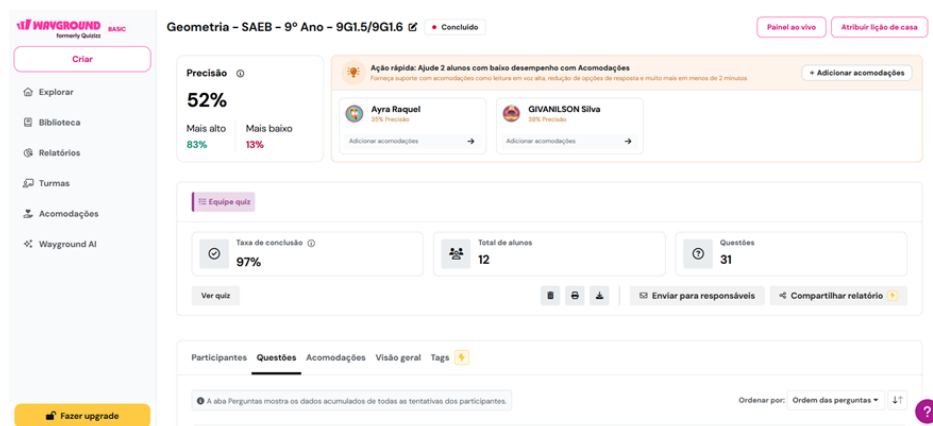 WAYGROUND BASIC
formerly Quizizz
Criar
Explorar
Biblioteca
Relatórios
Turmas
Acomodações
Wayground AI
Fazer upgrade
Geometria - SAEB - 9º Ano - 9G1.5/9G1.6
Concluído
Painel ao vivo
Atribuir lição de casa
Precisão
52%
Mais alto
83%
Mais baixo
13%
Ação rápida: Ajude 2 alunos com baixo desempenho com Acomodações
Forneça suporte com acomodações como leitura em voz alta, redução de opções de resposta e muito mais em menos de 2 minutos
+ Adicionar acomodações
Ayra Raquel
35% Precisão
Adicionar acomodações
GIVANILSON Silva
38% Precisão
Adicionar acomodações
Equipe quiz
Taxa de conclusão
97%
Total de alunos
12
Questões
31
Ver quiz
Enviar para responsáveis
Compartilhar relatório
Participantes Questões Acomodações Visão geral Tags
A aba Perguntas mostra os dados acumulados de todas as tentativas dos participantes.
Ordenar por: Ordem das perguntas
?